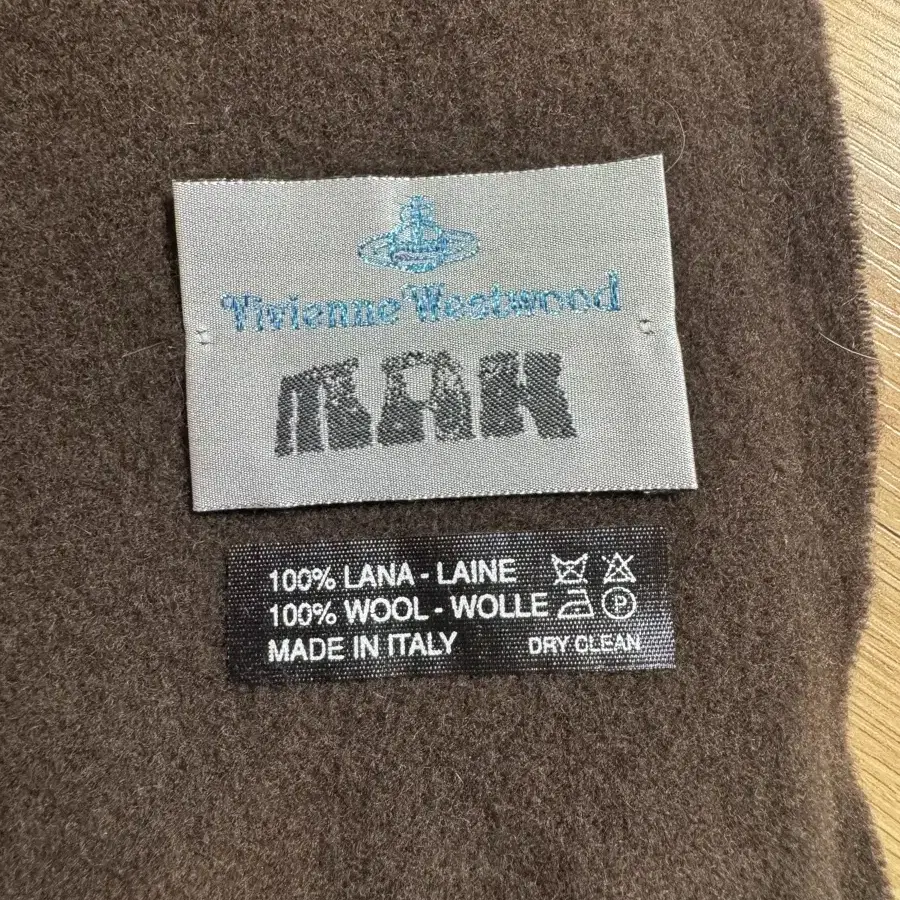 Vivienne Westwood
MAN
100% LANA - LAINE
100% WOOL - WOLLE
P
MADE IN ITALY
DRY CLEAN